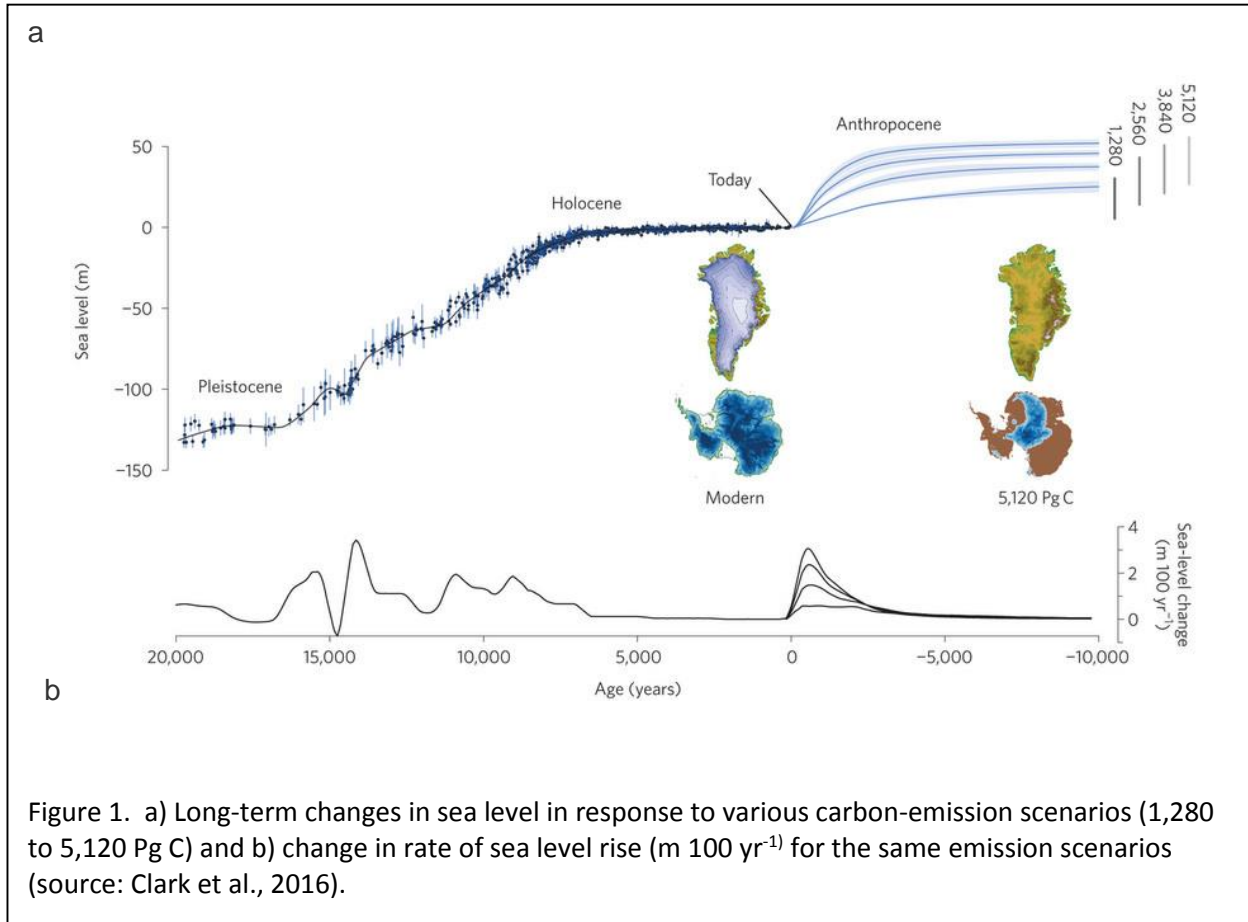 a
5,120
3,840
2,560
1,280
Anthropocene
50
Today
Holocene
0
Sea level (m)
−50
Pleistocene
−100
−150
Modern
5,120 Pg C
4
2
0
Sea-level change
(m 100 yr⁻¹)
20,000
15,000
10,000
5,000
0
−5,000
−10,000
Age (years)
b
Figure 1.  a) Long-term changes in sea level in response to various carbon-emission scenarios (1,280
to 5,120 Pg C) and b) change in rate of sea level rise (m 100 yr⁻¹) for the same emission scenarios
(source: Clark et al., 2016).